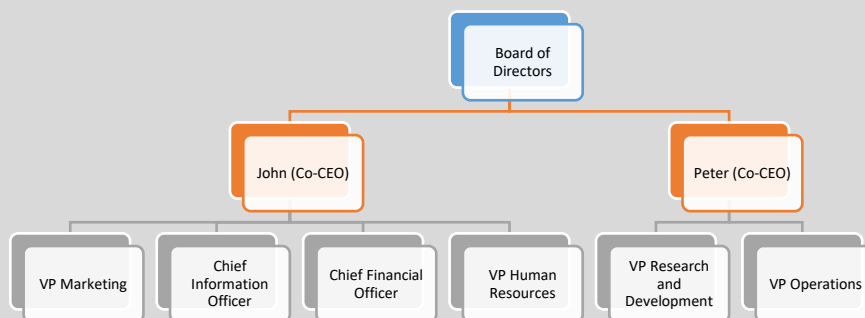 Board of
Directors
John (Co-CEO)
Peter (Co-CEO)
VP Marketing
Chief
Information
Officer
Chief Financial
Officer
VP Human
Resources
VP Research
and
Development
VP Operations